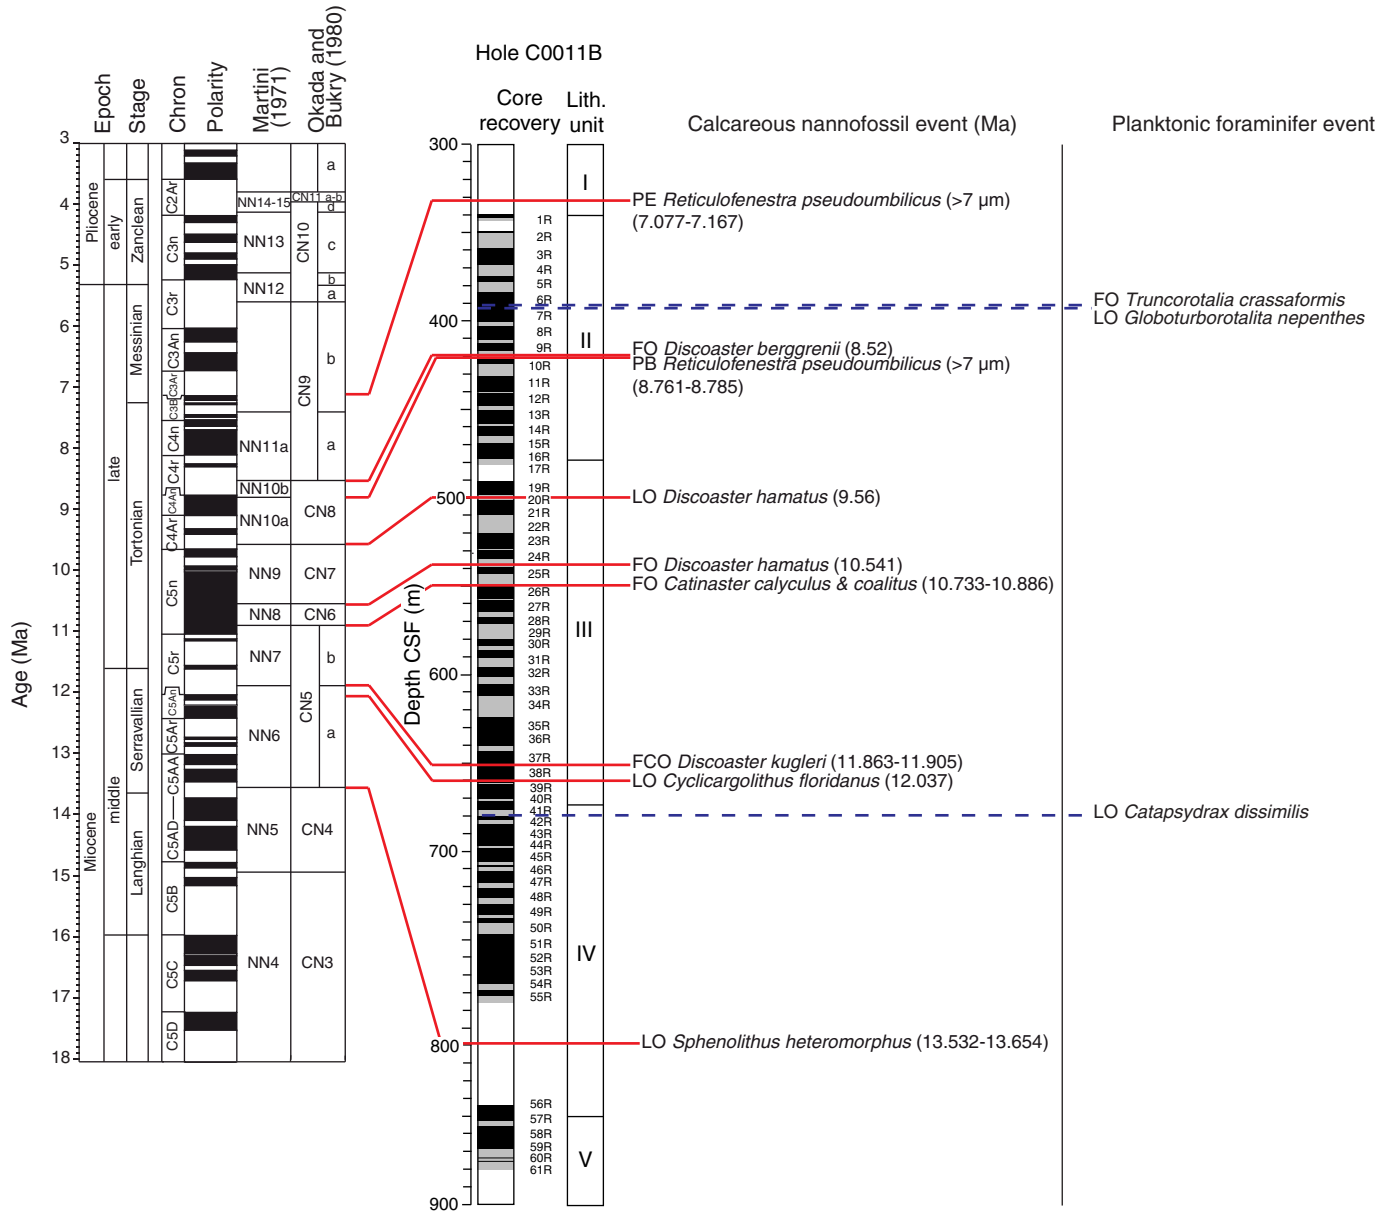 Hole C0011B
Epoch
Stage
Chron
Polarity
Martini
(1971)
Okada and
Bukry (1980)
Core
recovery
Lith.
unit
Calcareous nannofossil event (Ma)
Planktonic foraminifer event
Age (Ma)
3
4
5
6
7
8
9
10
11
12
13
14
15
16
17
18
Pliocene
Miocene
early
late
middle
Zanclean
Messinian
Tortonian
Serravallian
Langhian
C2Ar
C3n
C3r
C3An
C3Ar
C3B
C4n
C4r
C4An
C4Ar
C5n
C5r
C5An
C5Ar
C5AA
C5AD
C5B
C5C
C5D
NN14-15
NN13
NN12
NN11a
NN10b
NN10a
NN9
NN8
NN7
NN6
NN5
NN4
a
CN11 a-b
d
CN10
c
b
a
CN9
b
a
CN8
CN7
CN6
CN5
b
a
CN4
CN3
Depth CSF (m)
300
400
500
600
700
800
900
1R
2R
3R
4R
5R
6R
7R
8R
9R
10R
11R
12R
13R
14R
15R
16R
17R
19R
20R
21R
22R
23R
24R
25R
26R
27R
28R
29R
30R
31R
32R
33R
34R
35R
36R
37R
38R
39R
40R
41R
42R
43R
44R
45R
46R
47R
48R
49R
50R
51R
52R
53R
54R
55R
56R
57R
58R
59R
60R
61R
I
II
III
IV
V
PE Reticulofenestra pseudoumbilicus (>7 µm)
(7.077-7.167)
FO Discoaster berggrenii (8.52)
PB Reticulofenestra pseudoumbilicus (>7 µm)
(8.761-8.785)
LO Discoaster hamatus (9.56)
FO Discoaster hamatus (10.541)
FO Catinaster calyculus & coalitus (10.733-10.886)
FCO Discoaster kugleri (11.863-11.905)
LO Cyclicargolithus floridanus (12.037)
LO Sphenolithus heteromorphus (13.532-13.654)
FO Truncorotalia crassaformis
LO Globoturborotalita nepenthes
LO Catapsydrax dissimilis